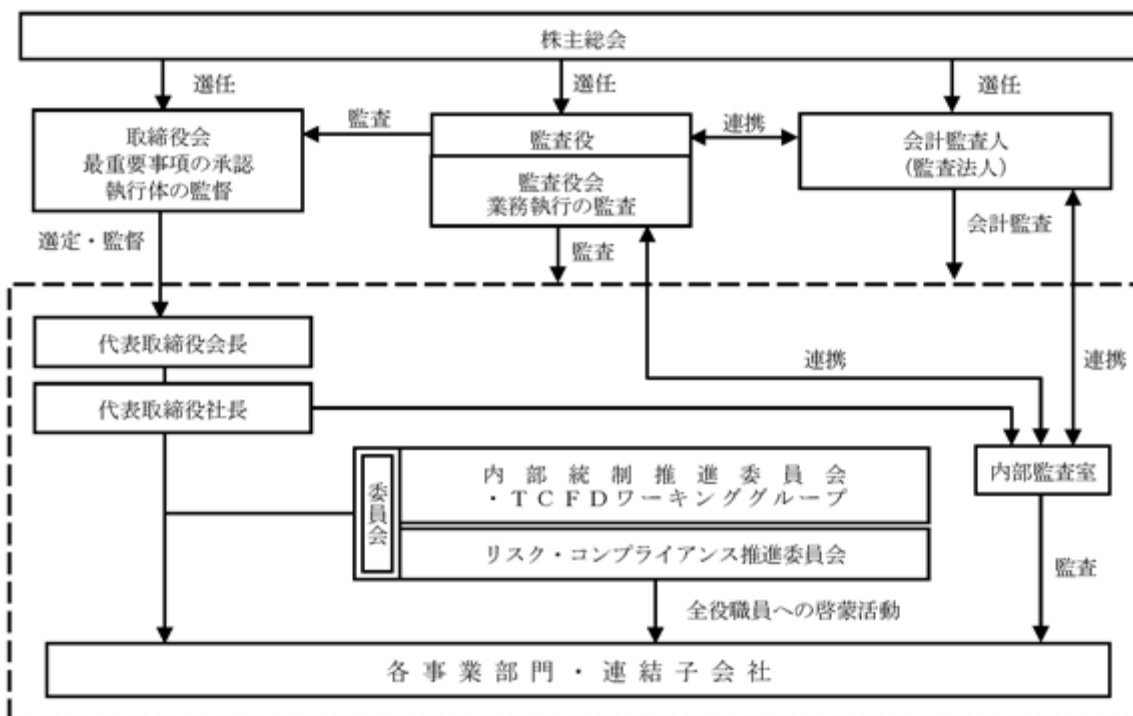 株主総会
選任
選任
選任
取締役会
最重要事項の承認
執行体の監督
監査
監査役
監査役会
業務執行の監査
連携
会計監査人
(監査法人)
選定・監督
監査
会計監査
代表取締役会長
代表取締役社長
連携
連携
委員会
内部統制推進委員会
・TCFDワーキンググループ
リスク・コンプライアンス推進委員会
内部監査室
全役職員への啓蒙活動
監査
各事業部門・連結子会社